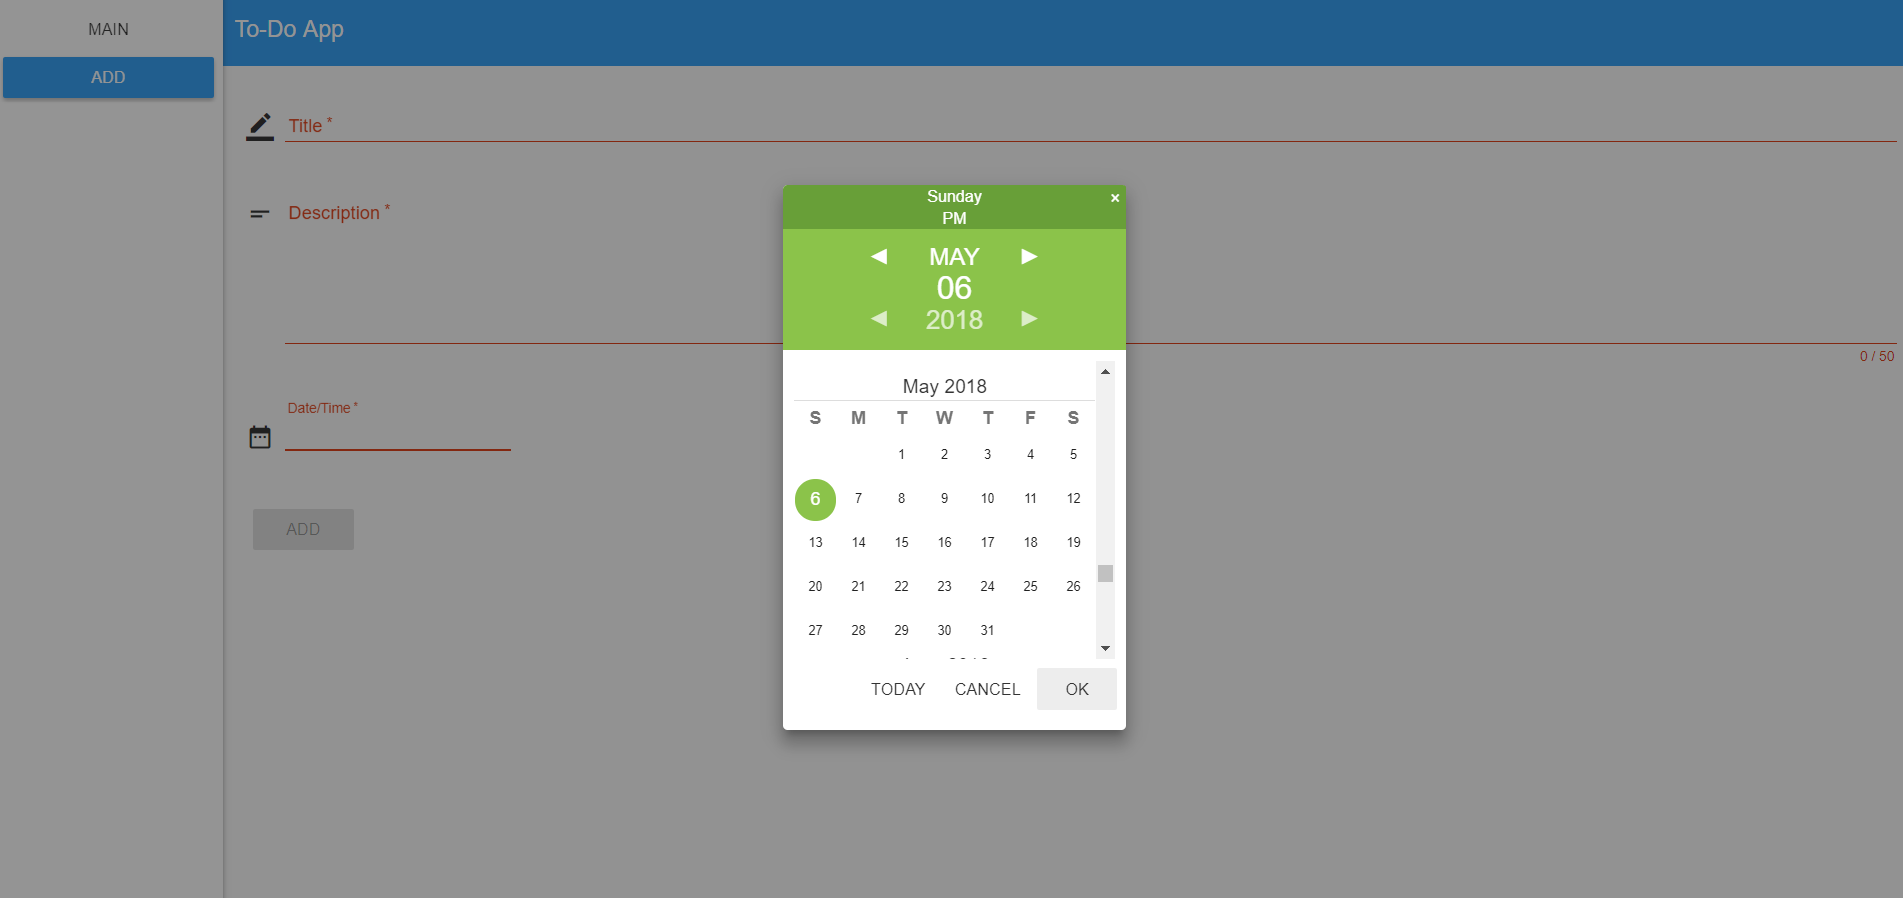 MAIN
To-Do App
ADD
Title *
Description *
0 / 50
Date/Time *
ADD
Sunday
×
PM
◀ MAY ▶
06
◀ 2018 ▶
May 2018
S M T W T F S
1 2 3 4 5
6 7 8 9 10 11 12
13 14 15 16 17 18 19
20 21 22 23 24 25 26
27 28 29 30 31
TODAY CANCEL OK